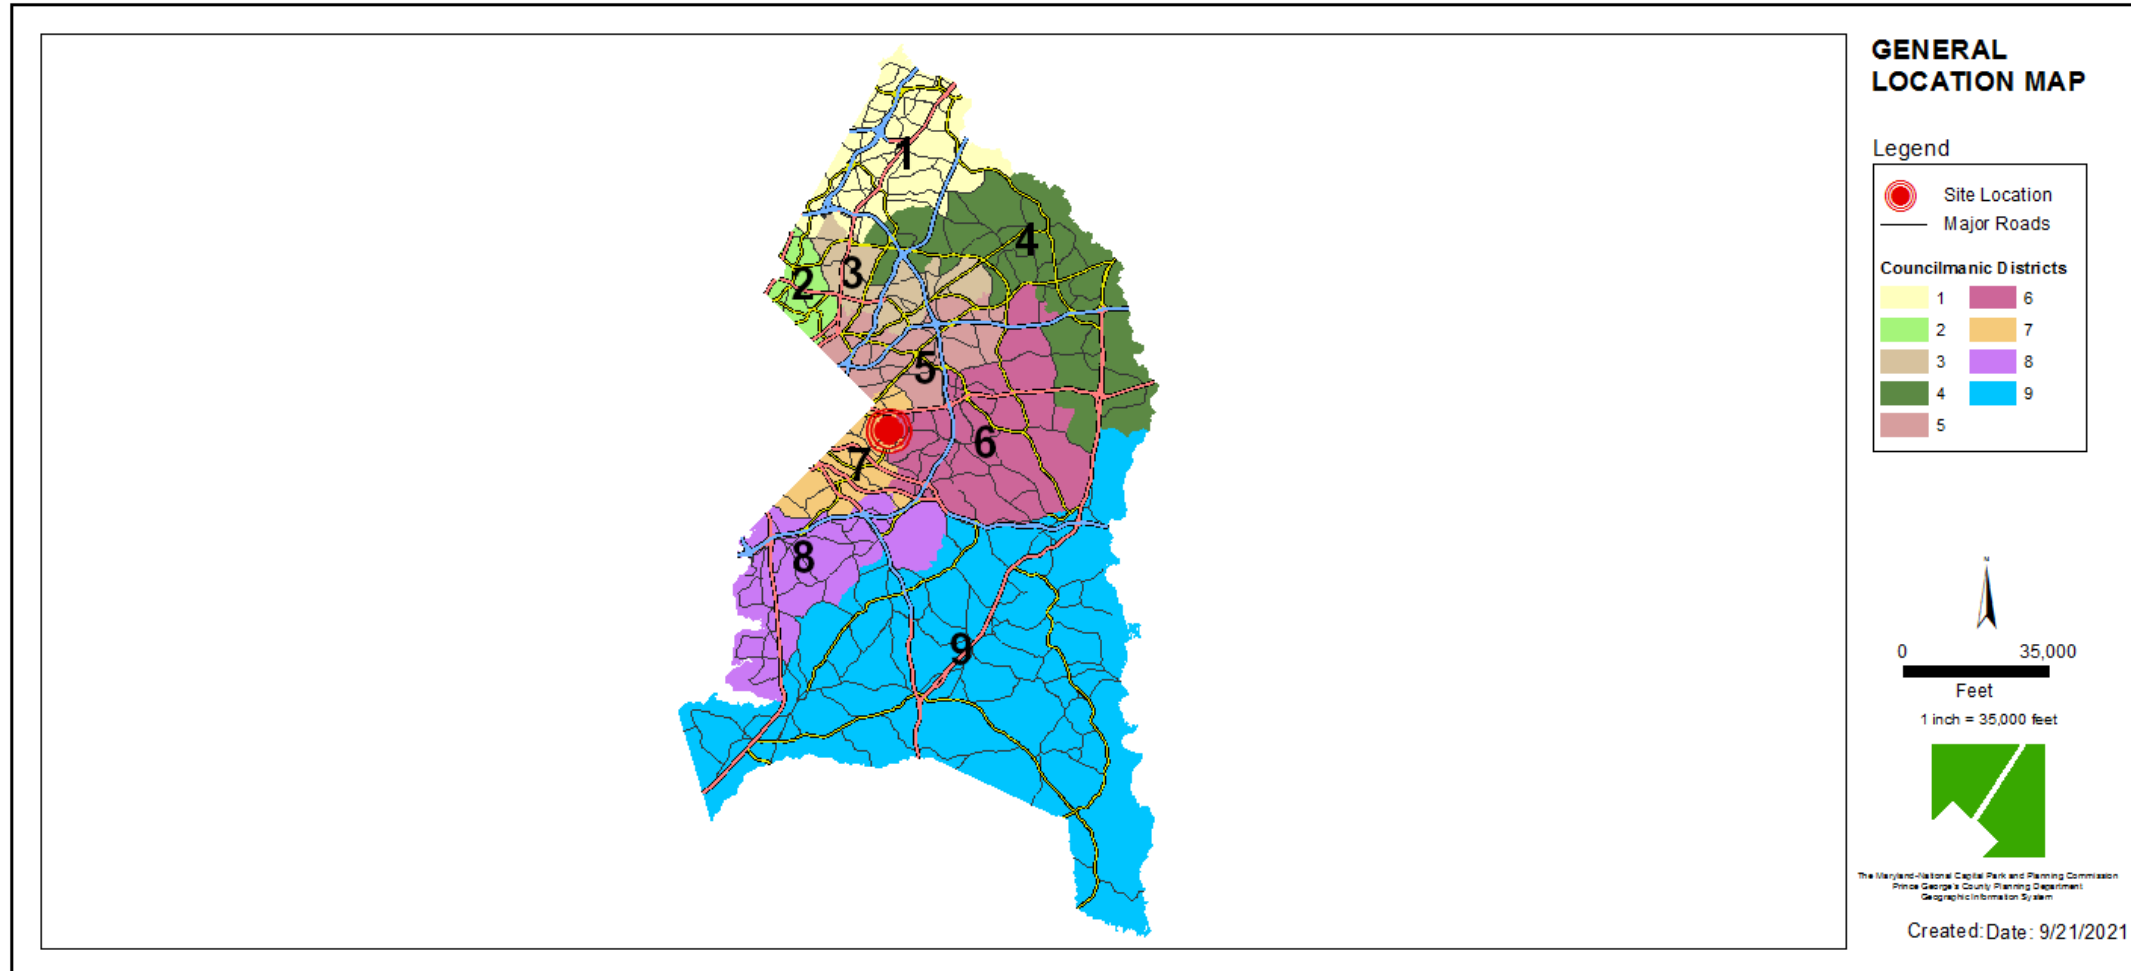 GENERAL
LOCATION MAP
Legend
Site Location
Major Roads
Councilmanic Districts
1 6
2 7
3 8
4 9
5
1
4
2
3
5
6
7
8
9
N
0 35,000
Feet
1 inch = 35,000 feet
The Maryland-National Capital Park and Planning Commission
Prince George's County Planning Department
Geographic Information System
Created: Date: 9/21/2021